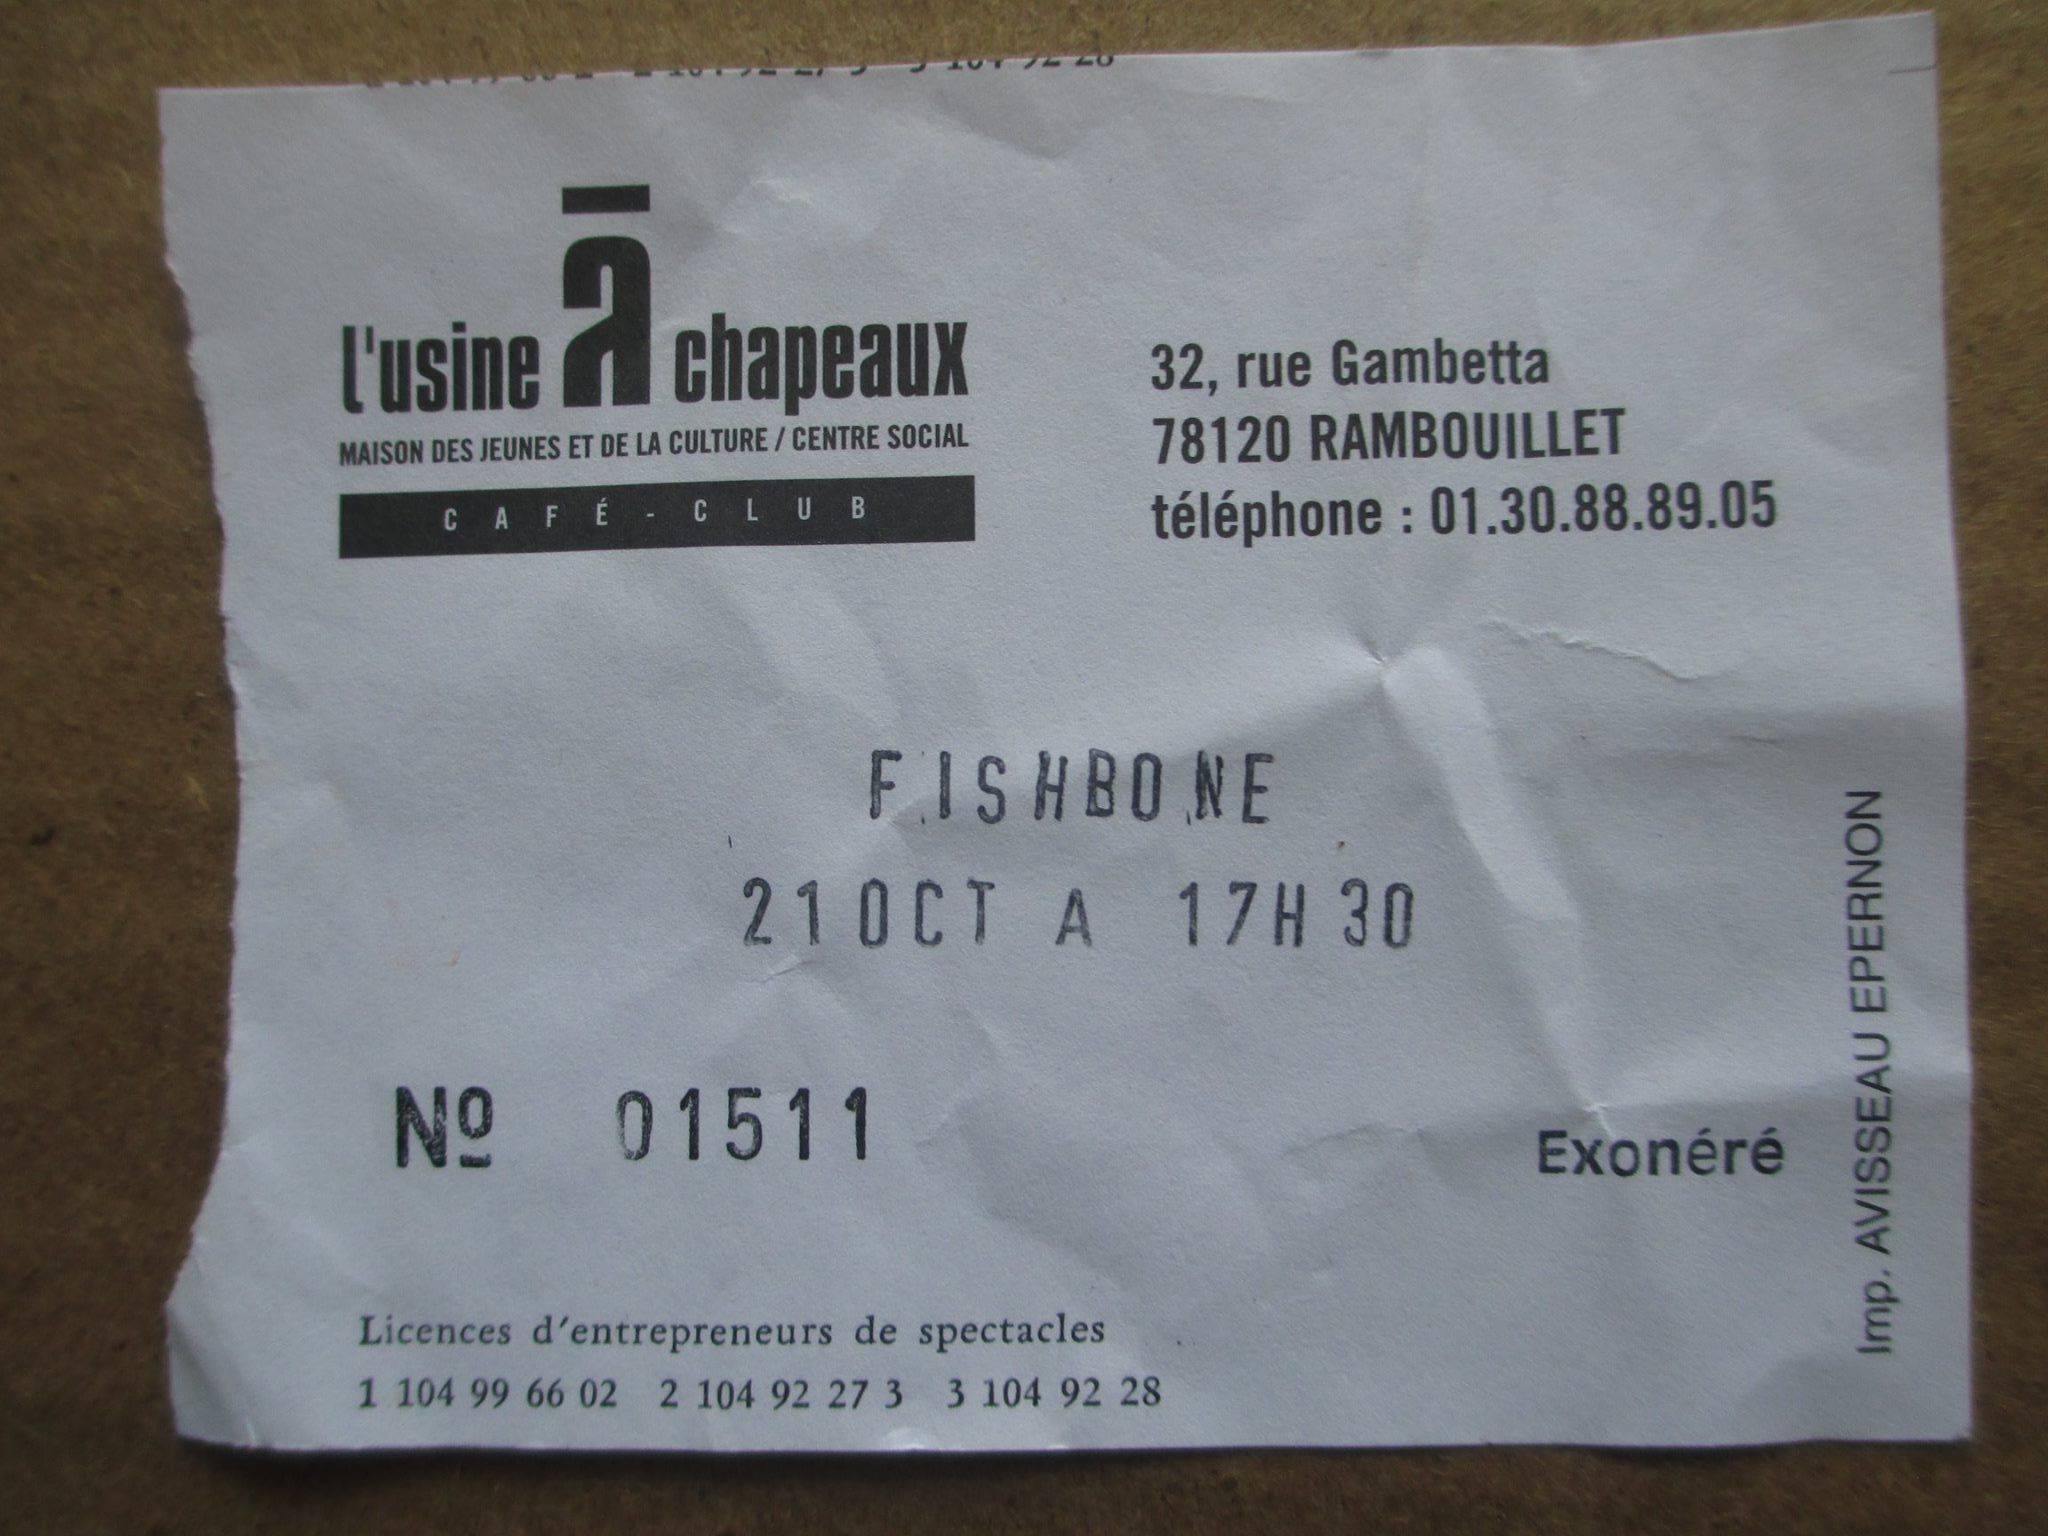 l'usine à chapeaux
MAISON DES JEUNES ET DE LA CULTURE / CENTRE SOCIAL
CAFÉ-CLUB
32, rue Gambetta
78120 RAMBOUILLET
téléphone : 01.30.88.89.05
FISHBONE
21 OCT A 17H30
Nº 01511
Exonéré
Imp. AVISSEAU EPERNON
Licences d'entrepreneurs de spectacles
1 104 99 66 02 2 104 92 27 3 3 104 92 28